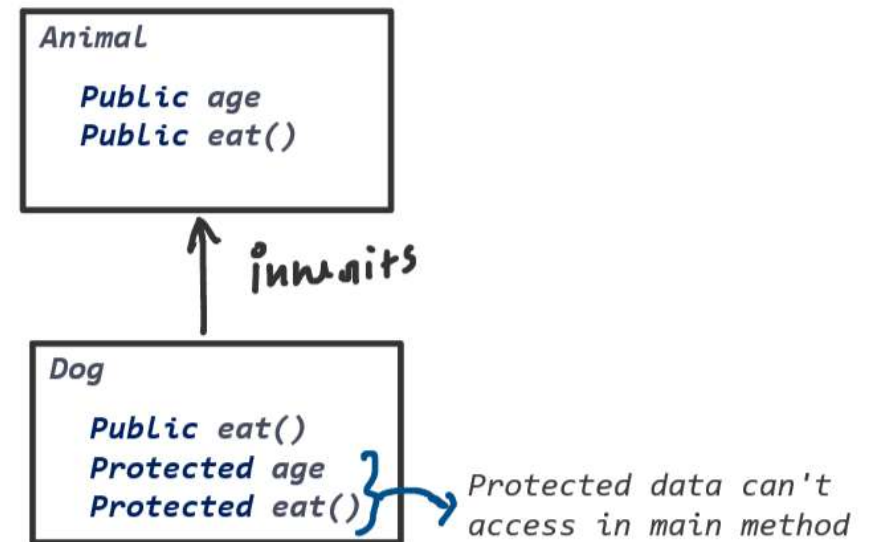 Animal
Public age
Public eat()
inherits
Dog
Public eat()
Protected age
Protected eat()
Protected data can't
access in main method